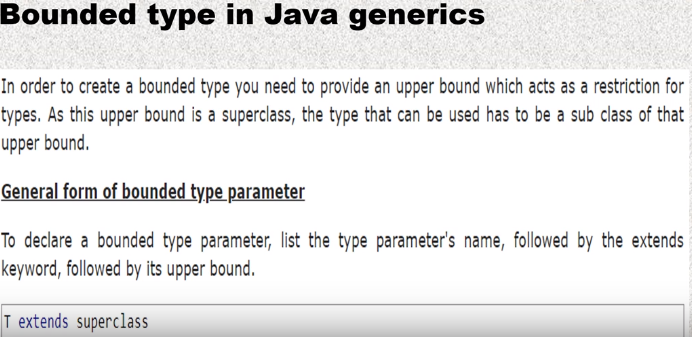 Bounded type in Java generics
In order to create a bounded type you need to provide an upper bound which acts as a restriction for
types. As this upper bound is a superclass, the type that can be used has to be a sub class of that
upper bound.
General form of bounded type parameter
To declare a bounded type parameter, list the type parameter's name, followed by the extends
keyword, followed by its upper bound.
T extends superclass